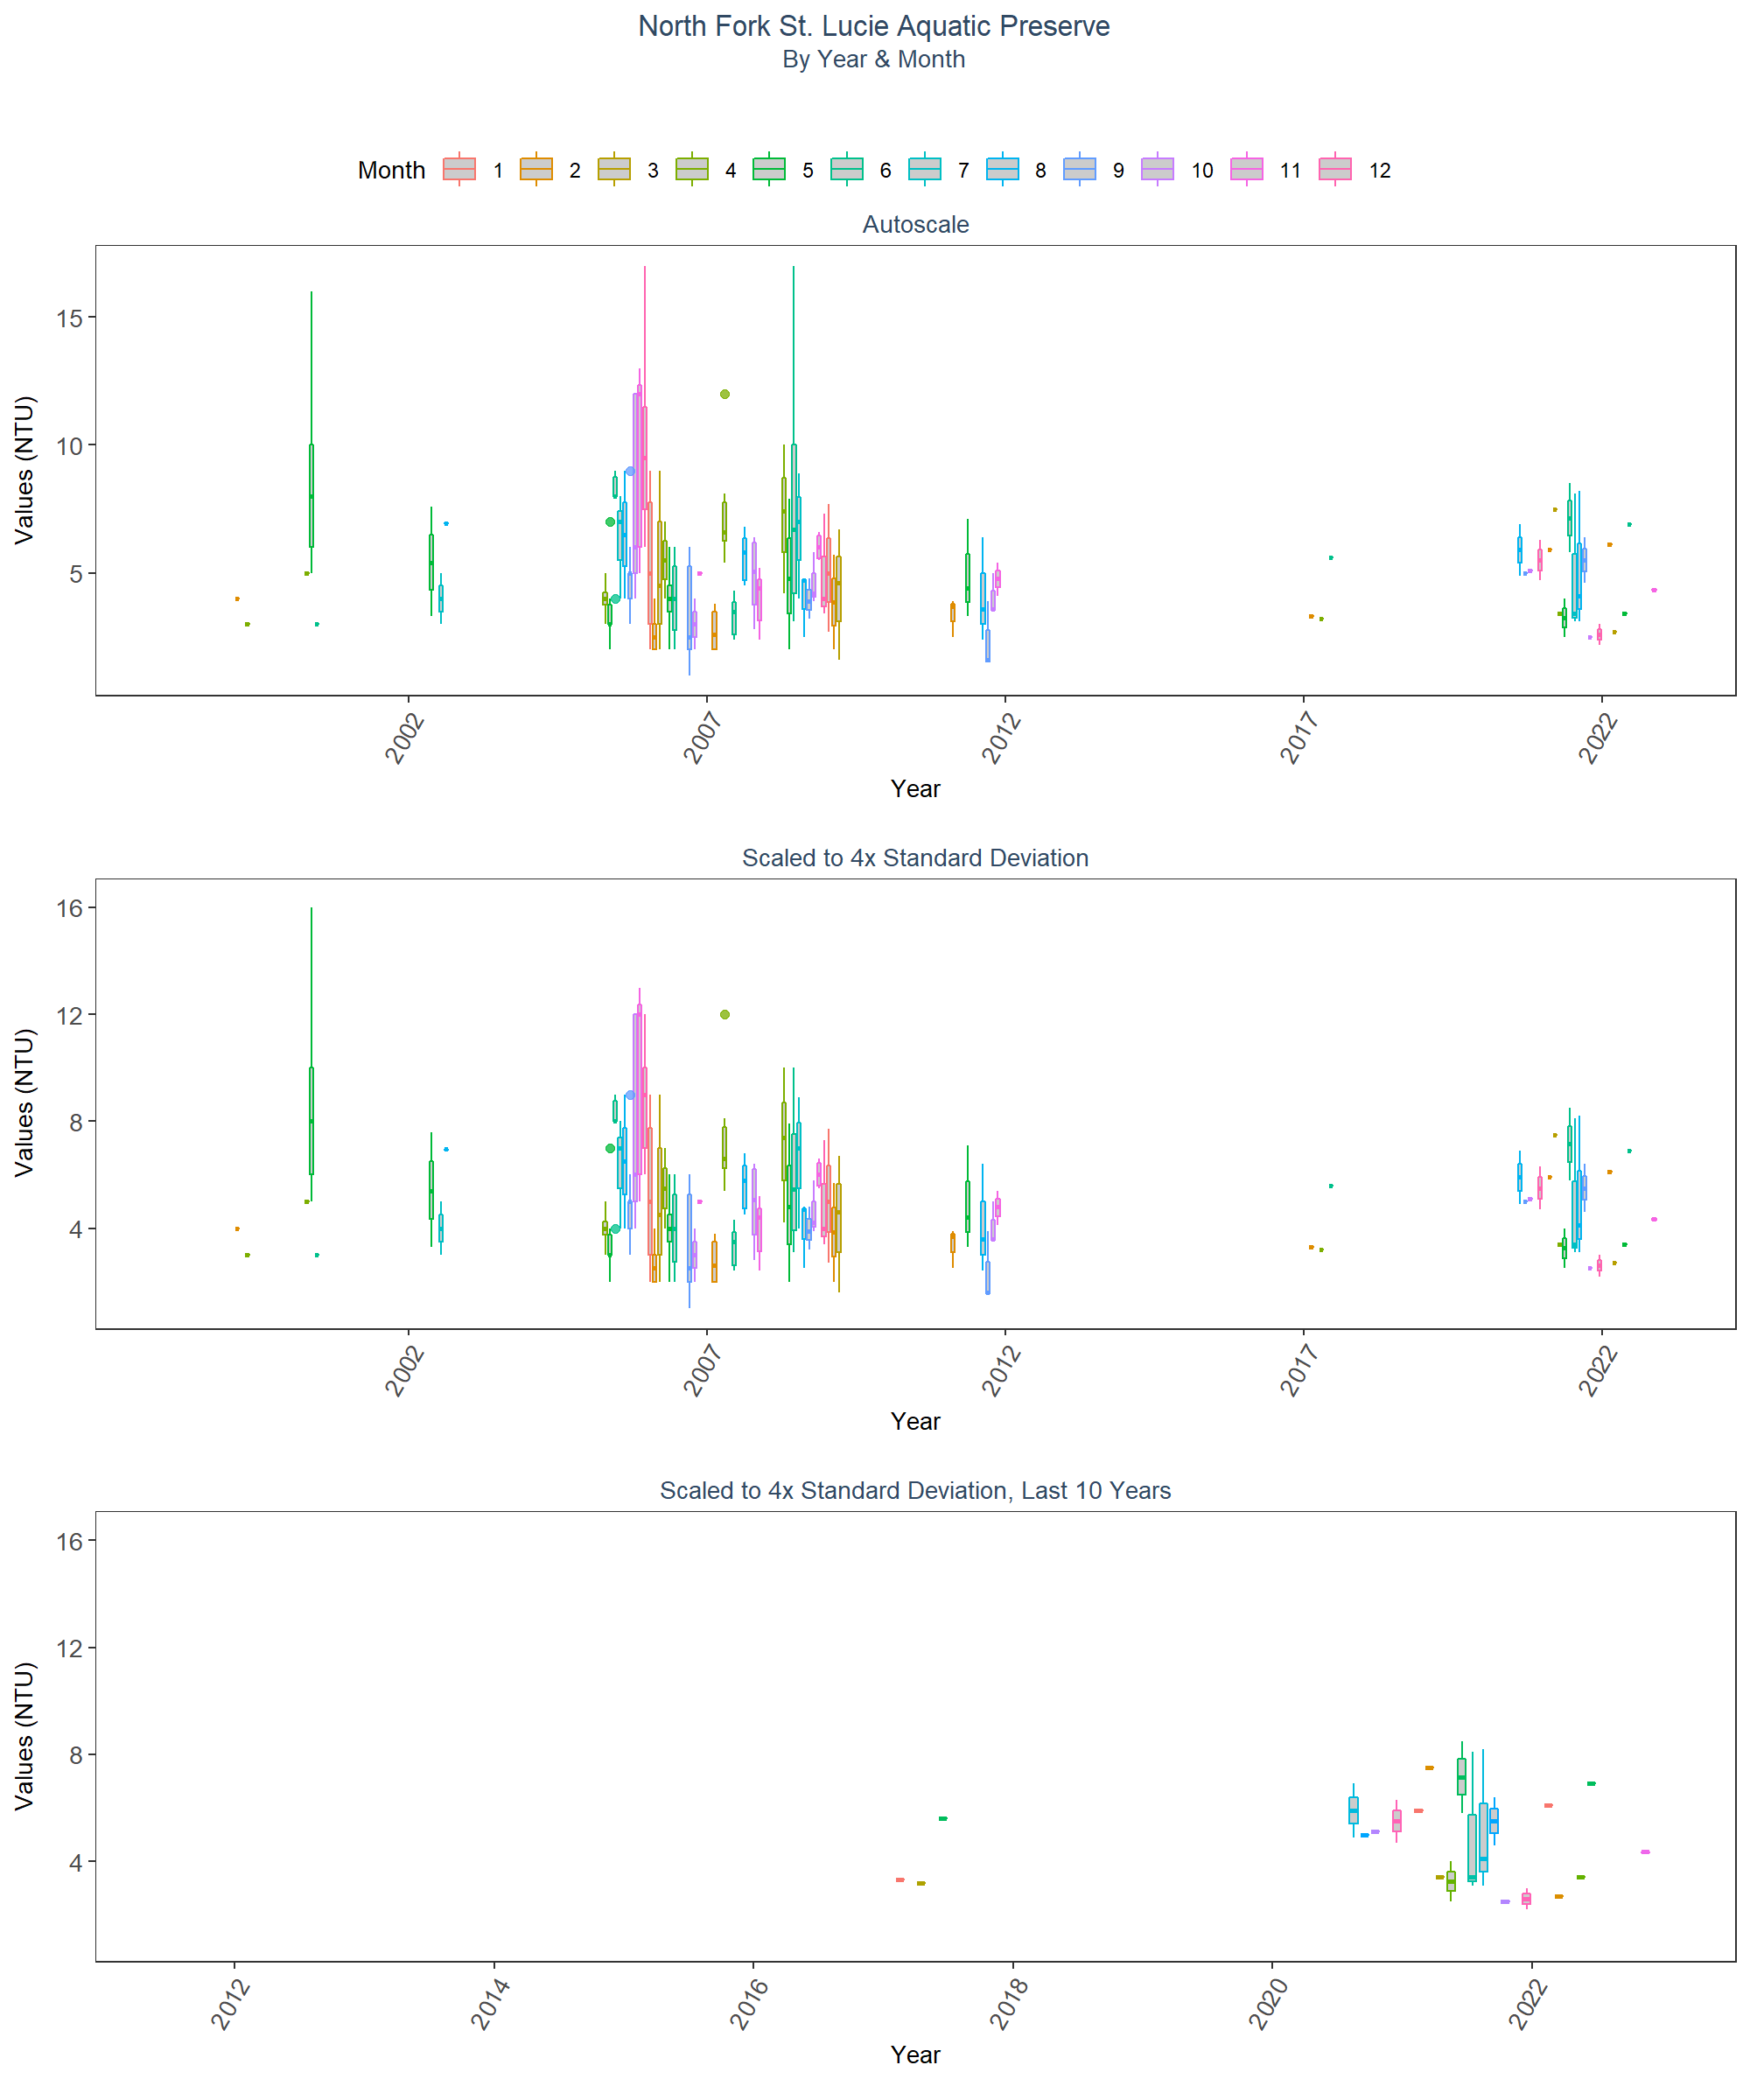 North Fork St. Lucie Aquatic Preserve
By Year & Month
Month 1 2 3 4 5 6 7 8 9 10 11 12
Autoscale
Values (NTU)
15
10
5
2002 2007 2012 2017 2022
Year
Scaled to 4x Standard Deviation
Values (NTU)
16
12
8
4
2002 2007 2012 2017 2022
Year
Scaled to 4x Standard Deviation, Last 10 Years
Values (NTU)
16
12
8
4
2012 2014 2016 2018 2020 2022
Year